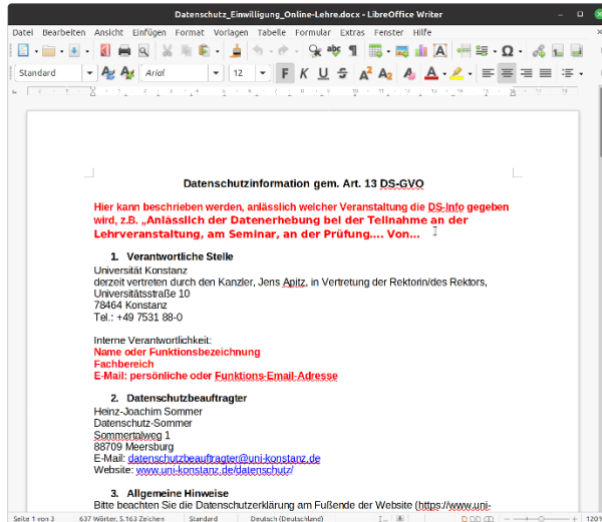 Datenschutz_Einwilligung_Online-Lehre.docx - LibreOffice Writer
Datei Bearbeiten Ansicht Einfügen Format Vorlagen Tabelle Formular Extras Fenster Hilfe
Standard Arial 12 F K U S
Datenschutzinformation gem. Art. 13 DS-GVO
Hier kann beschrieben werden, anlässlich welcher Veranstaltung die DS-Info gegeben
wird, z.B. „Anlässlich der Datenerhebung bei der Teilnahme an der
Lehrveranstaltung, am Seminar, an der Prüfung…. Von…
1. Verantwortliche Stelle
Universität Konstanz
derzeit vertreten durch den Kanzler, Jens Apitz, in Vertretung der Rektorin/des Rektors,
Universitätsstraße 10
78464 Konstanz
Tel.: +49 7531 88-0
Interne Verantwortlichkeit:
Name oder Funktionsbezeichnung
Fachbereich
E-Mail: persönliche oder Funktions-Email-Adresse
2. Datenschutzbeauftragter
Heinz-Joachim Sommer
Datenschutz-Sommer
Sommertalweg 1
88709 Meersburg
E-Mail: datenschutzbeauftragter@uni-konstanz.de
Website: www.uni-konstanz.de/datenschutz/
3. Allgemeine Hinweise
Bitte beachten Sie die Datenschutzerklärung am Fußende der Website (https://www.uni-
Seite 1 von 3 637 Wörter, 5.163 Zeichen Standard Deutsch (Deutschland) 120%